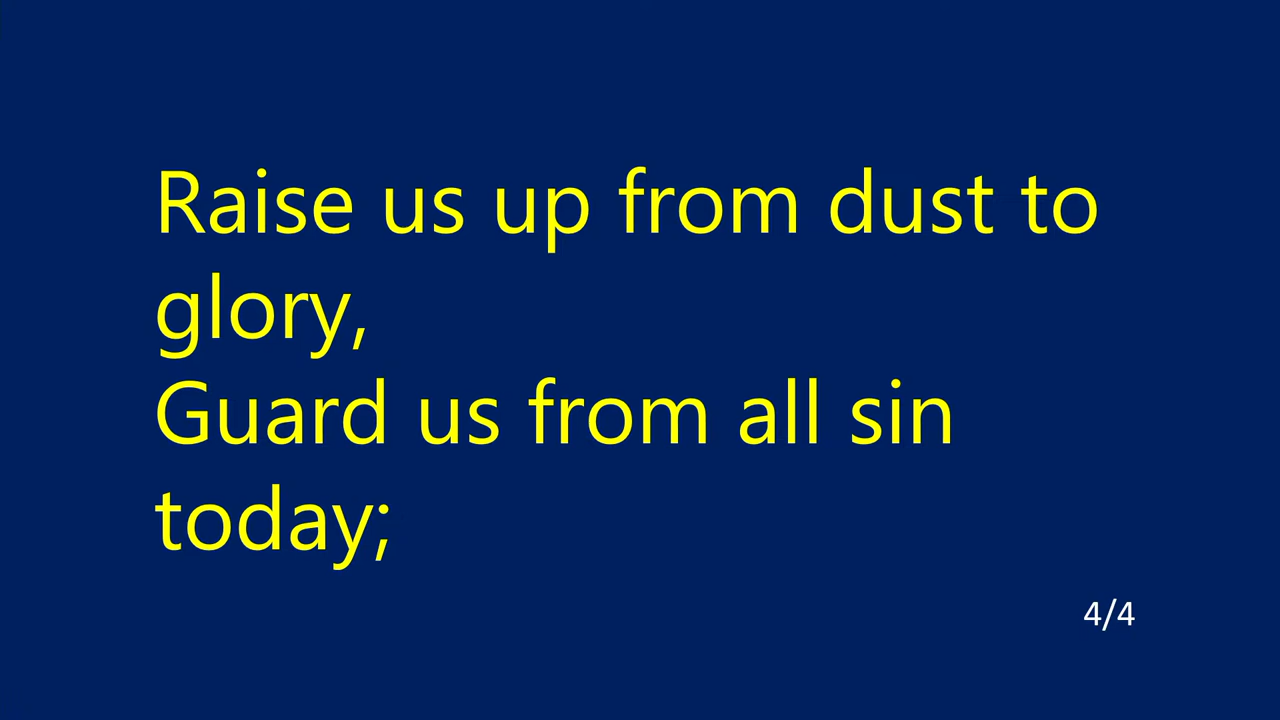 Raise us up from dust to
glory,
Guard us from all sin
today;
4/4